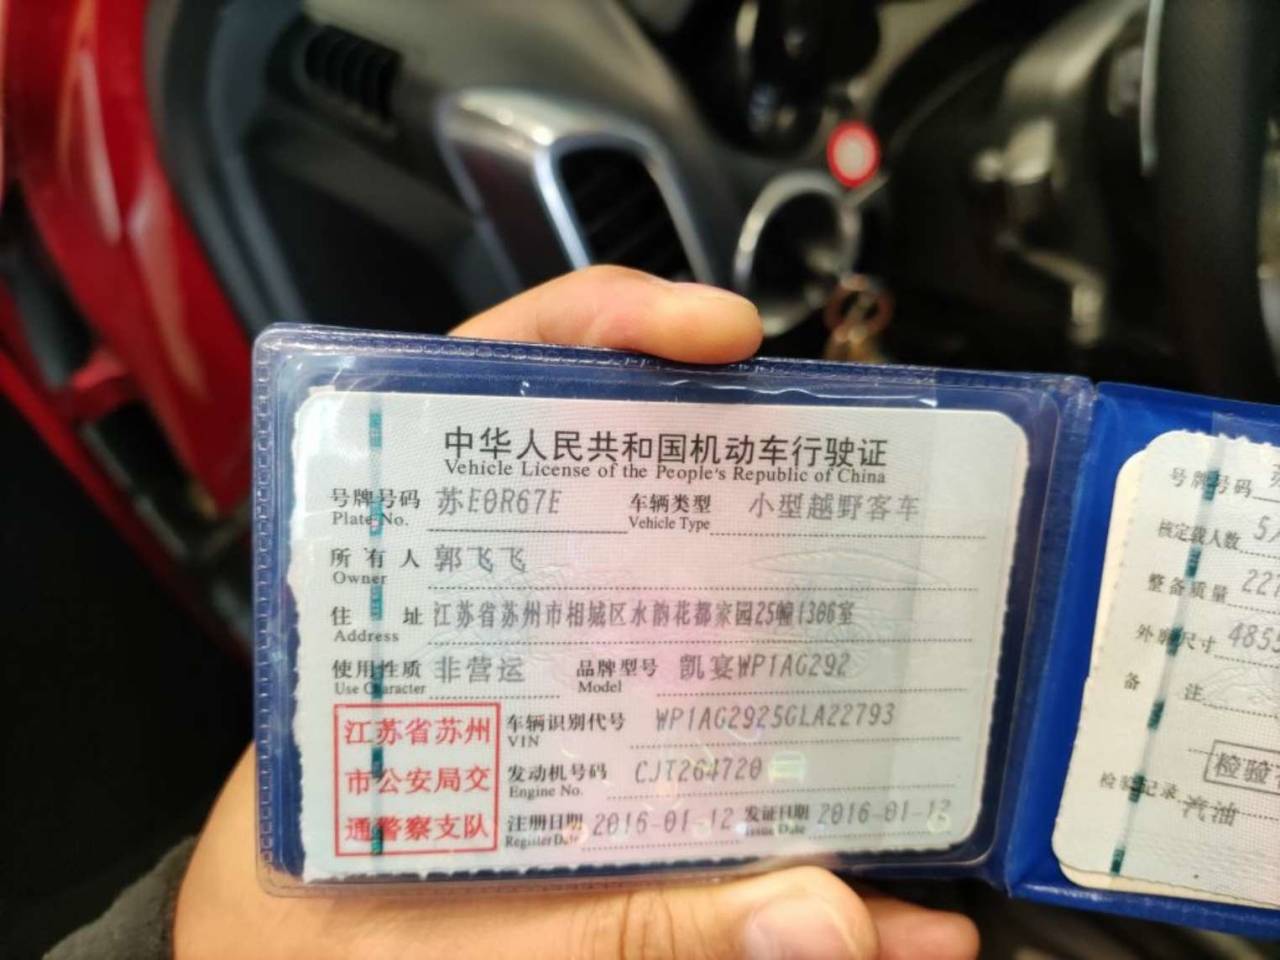 中华人民共和国机动车行驶证
Vehicle License of the People's Republic of China
号牌号码 苏E0R67E 车辆类型 小型越野客车
Plate No. Vehicle Type
所有人 郭飞飞
Owner
住址 江苏省苏州市相城区水韵花都家园25幢1306室
Address
使用性质 非营运 品牌型号 凯宴WP1AG292
Use Character Model
江苏省苏州
市公安局交
通警察支队
车辆识别代号 WP1AG2925GLA22793
VIN
发动机号码 CJT264720
Engine No.
注册日期 2016-01-12 发证日期 2016-01-12
Register Date Issue Date
号牌号码
核定载人数 5
整备质量 227
外廓尺寸 485
备注
检验
检验记录 汽油